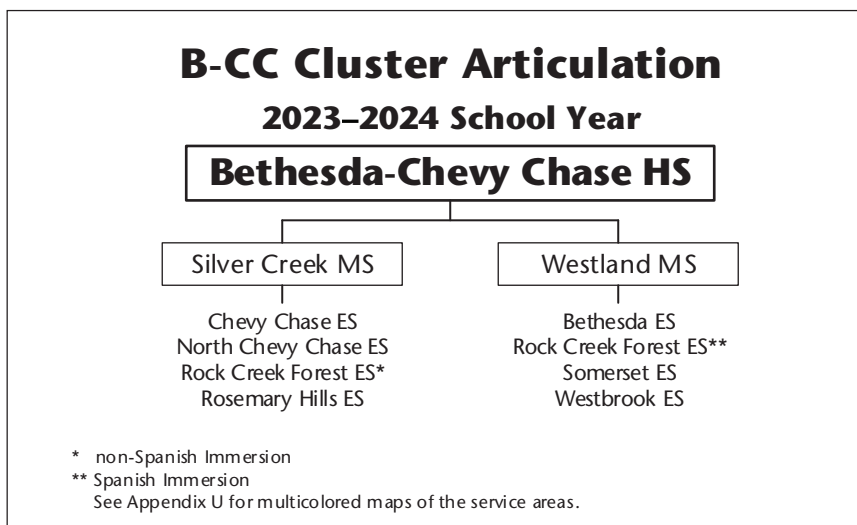 B-CC Cluster Articulation
2023–2024 School Year
Bethesda-Chevy Chase HS
Silver Creek MS
Chevy Chase ES
North Chevy Chase ES
Rock Creek Forest ES*
Rosemary Hills ES
Westland MS
Bethesda ES
Rock Creek Forest ES**
Somerset ES
Westbrook ES
* non-Spanish Immersion
** Spanish Immersion
See Appendix U for multicolored maps of the service areas.